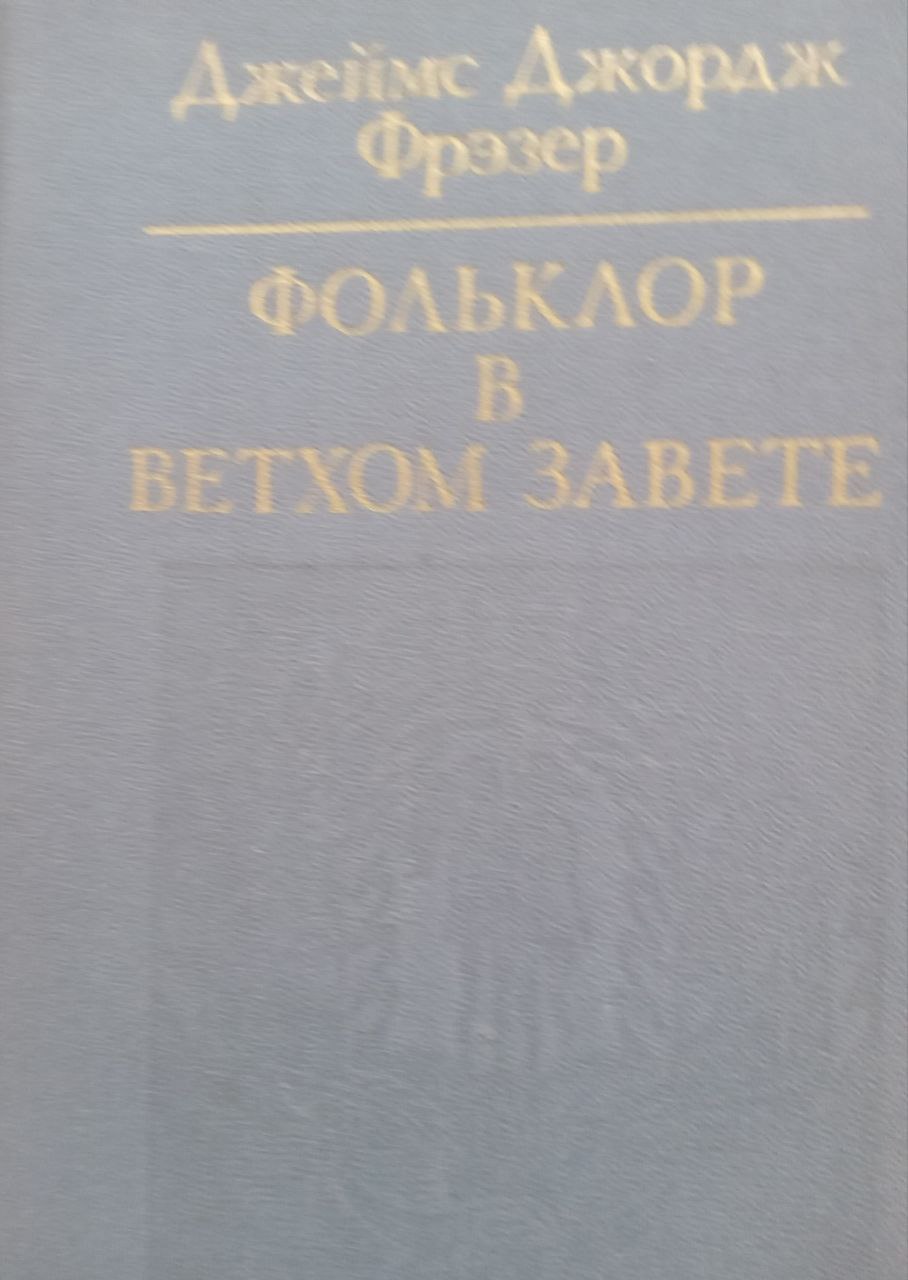 Джеймс Джордж
Фрэзер
ФОЛЬКЛОР
В
ВЕТХОМ ЗАВЕТЕ